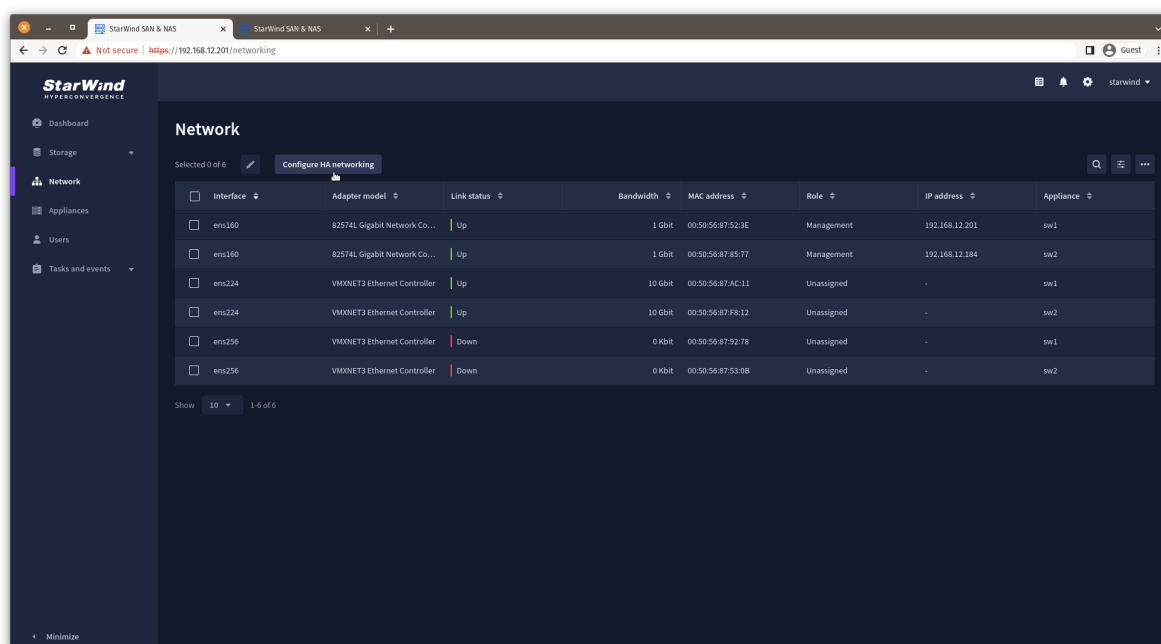 StarWind SAN & NAS × StarWind SAN & NAS × +
Not secure | https://192.168.12.201/networking Guest
StarWind
HYPERCONVERGENCE
starwind
Dashboard
Storage
Network
Appliances
Users
Tasks and events
Minimize
Network
Selected 0 of 6 Configure HA networking
Interface Adapter model Link status Bandwidth MAC address Role IP address Appliance
ens160 82574L Gigabit Network Co... Up 1 Gbit 00:50:56:87:52:3E Management 192.168.12.201 sw1
ens160 82574L Gigabit Network Co... Up 1 Gbit 00:50:56:87:85:77 Management 192.168.12.184 sw2
ens224 VMXNET3 Ethernet Controller Up 10 Gbit 00:50:56:87:AC:11 Unassigned - sw1
ens224 VMXNET3 Ethernet Controller Up 10 Gbit 00:50:56:87:F8:12 Unassigned - sw2
ens256 VMXNET3 Ethernet Controller Down 0 Kbit 00:50:56:87:92:78 Unassigned - sw1
ens256 VMXNET3 Ethernet Controller Down 0 Kbit 00:50:56:87:53:0B Unassigned - sw2
Show 10 1-6 of 6